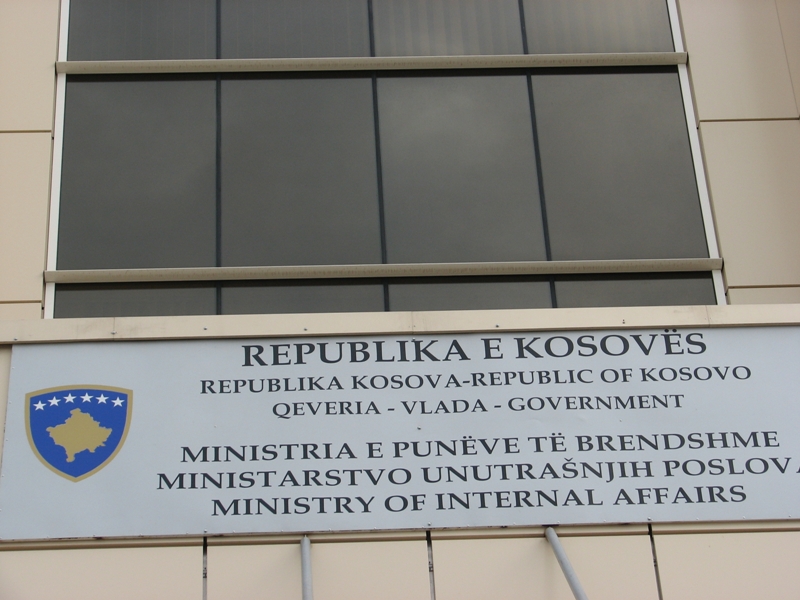 REPUBLIKA E KOSOVËS
REPUBLIKA KOSOVA-REPUBLIC OF KOSOVO
QEVERIA - VLADA - GOVERNMENT
MINISTRIA E PUNËVE TË BRENDSHME
MINISTARSTVO UNUTRAŠNJIH POSLOVA
MINISTRY OF INTERNAL AFFAIRS